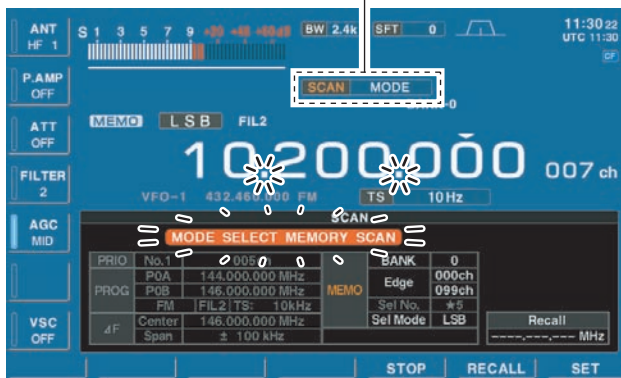 ANT
HF 1
S 1 3 5 7 9 +20 +40 +60dB
BW 2.4k
SFT 0
11:30 22
UTC 11:30
CF
P.AMP
OFF
SCAN MODE
MEMO LSB FIL2
ATT
OFF
10.200.000 007 ch
FILTER
2
VFO-1 432.460.000 FM
TS 10Hz
SCAN
AGC
MID
MODE SELECT MEMORY SCAN
PRIO No.1 005ch BANK 0
PROG P0A 144.000.000 MHz MEMO Edge 000ch
P0B 146.000.000 MHz 099ch
FM FIL2 TS: 10kHz Sel No. ★5
ΔF Center 146.000.000 MHz Sel Mode LSB Recall
Span ± 100 kHz ----.---.--- MHz
VSC
OFF
STOP RECALL SET